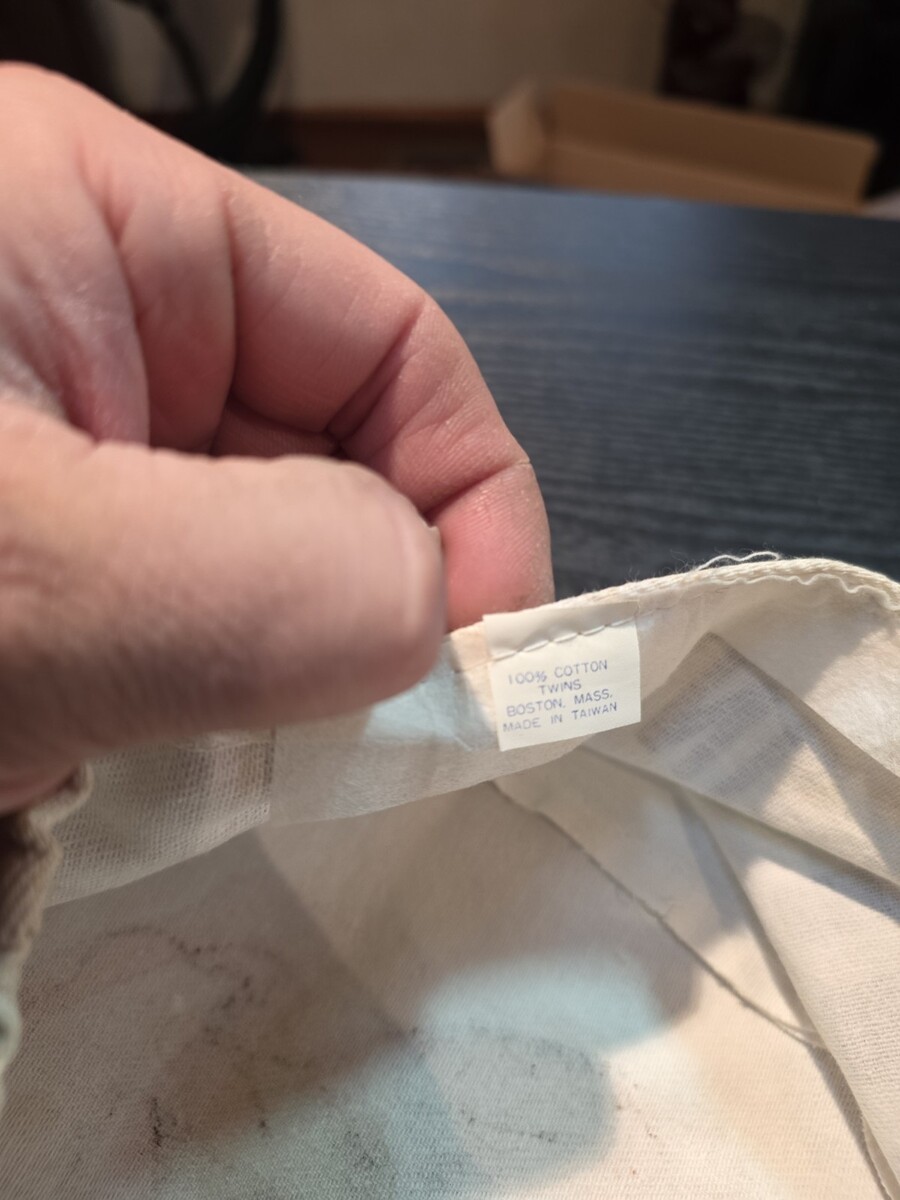 100% COTTON
TWINS
BOSTON, MASS.
MADE IN TAIWAN